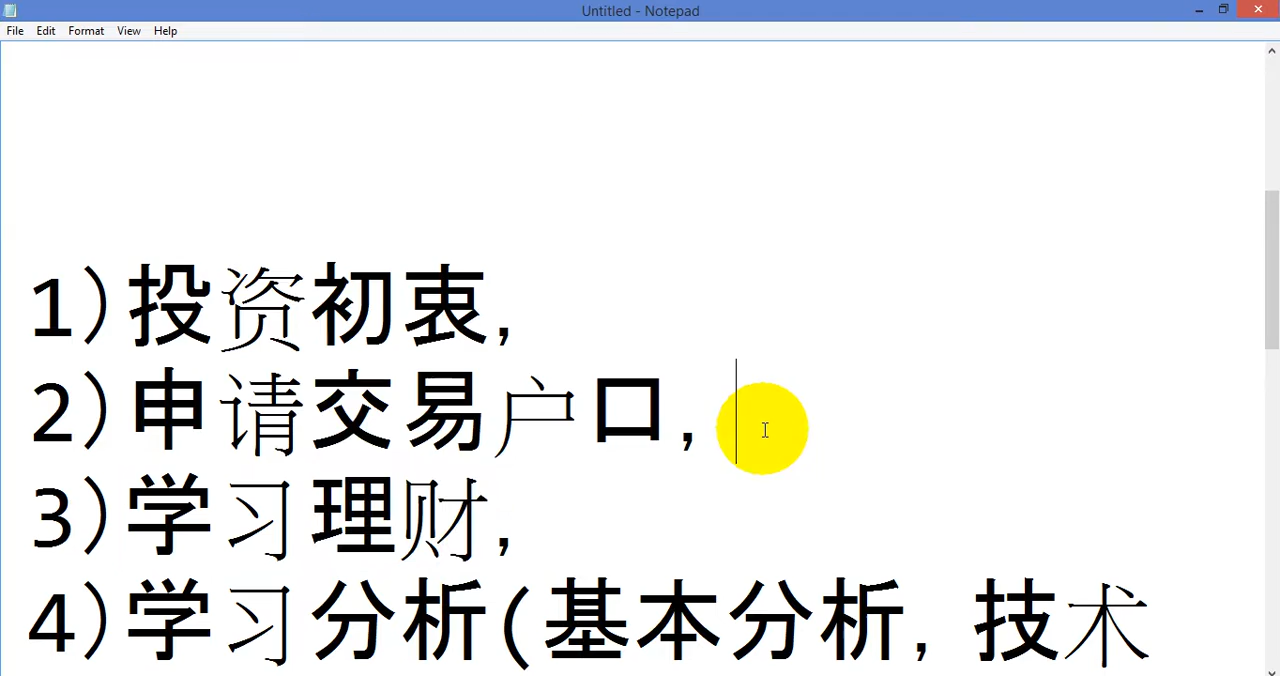 Untitled - Notepad
File Edit Format View Help
1)投资初衷,
2)申请交易户口,
3)学习理财,
4)学习分析(基本分析, 技术